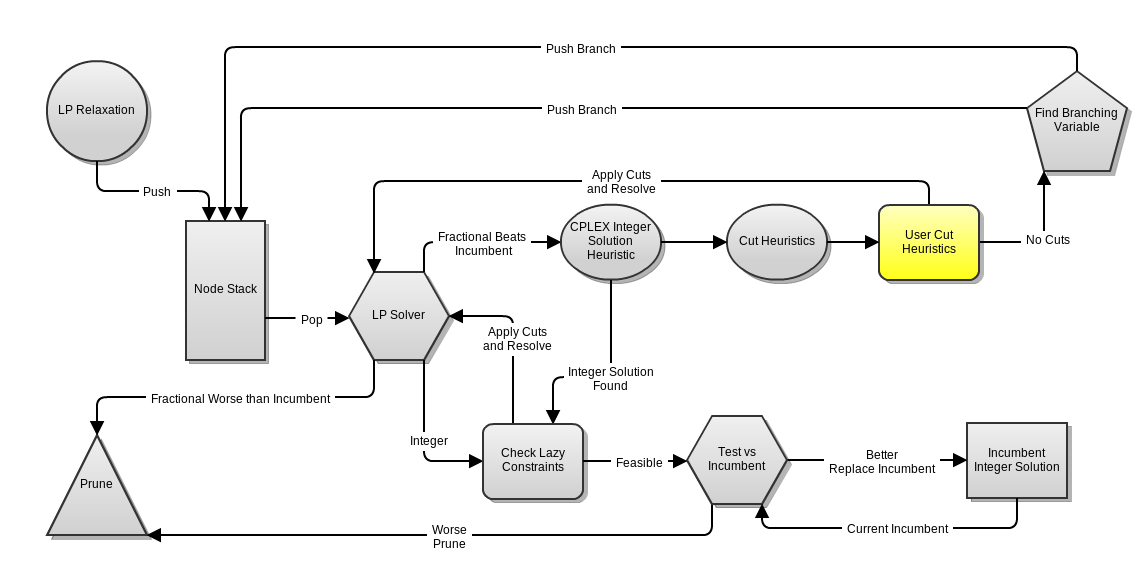 Push Branch
LP Relaxation
Push Branch
Find Branching
Variable
Push
Apply Cuts
and Resolve
Fractional Beats
Incumbent
CPLEX Integer
Solution
Heuristic
Cut Heuristics
User Cut
Heuristics
No Cuts
Node Stack
Pop
LP Solver
Apply Cuts
and Resolve
Integer Solution
Found
Fractional Worse than Incumbent
Integer
Check Lazy
Constraints
Feasible
Test vs
Incumbent
Better
Replace Incumbent
Incumbent
Integer Solution
Prune
Worse
Prune
Current Incumbent